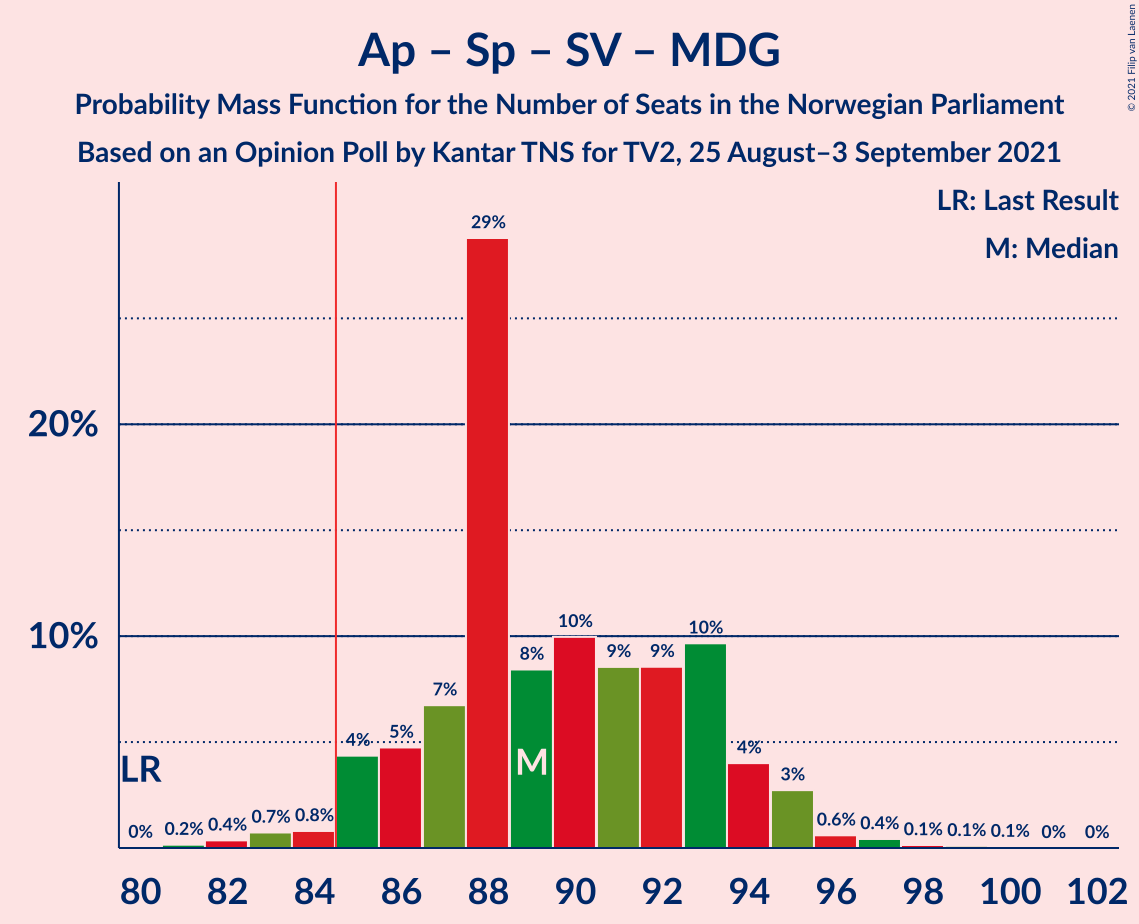 Ap – Sp – SV – MDG
Probability Mass Function for the Number of Seats in the Norwegian Parliament
Based on an Opinion Poll by Kantar TNS for TV2, 25 August–3 September 2021
© 2021 Filip van Laenen
LR: Last Result
M: Median
29%
20%
10%
10% 10%
9% 9%
8%
7%
5%
4% 4%
3%
LR
M
0% 0.2% 0.4% 0.7% 0.8% 0.6% 0.4% 0.1% 0.1% 0.1% 0% 0%
80 82 84 86 88 90 92 94 96 98 100 102